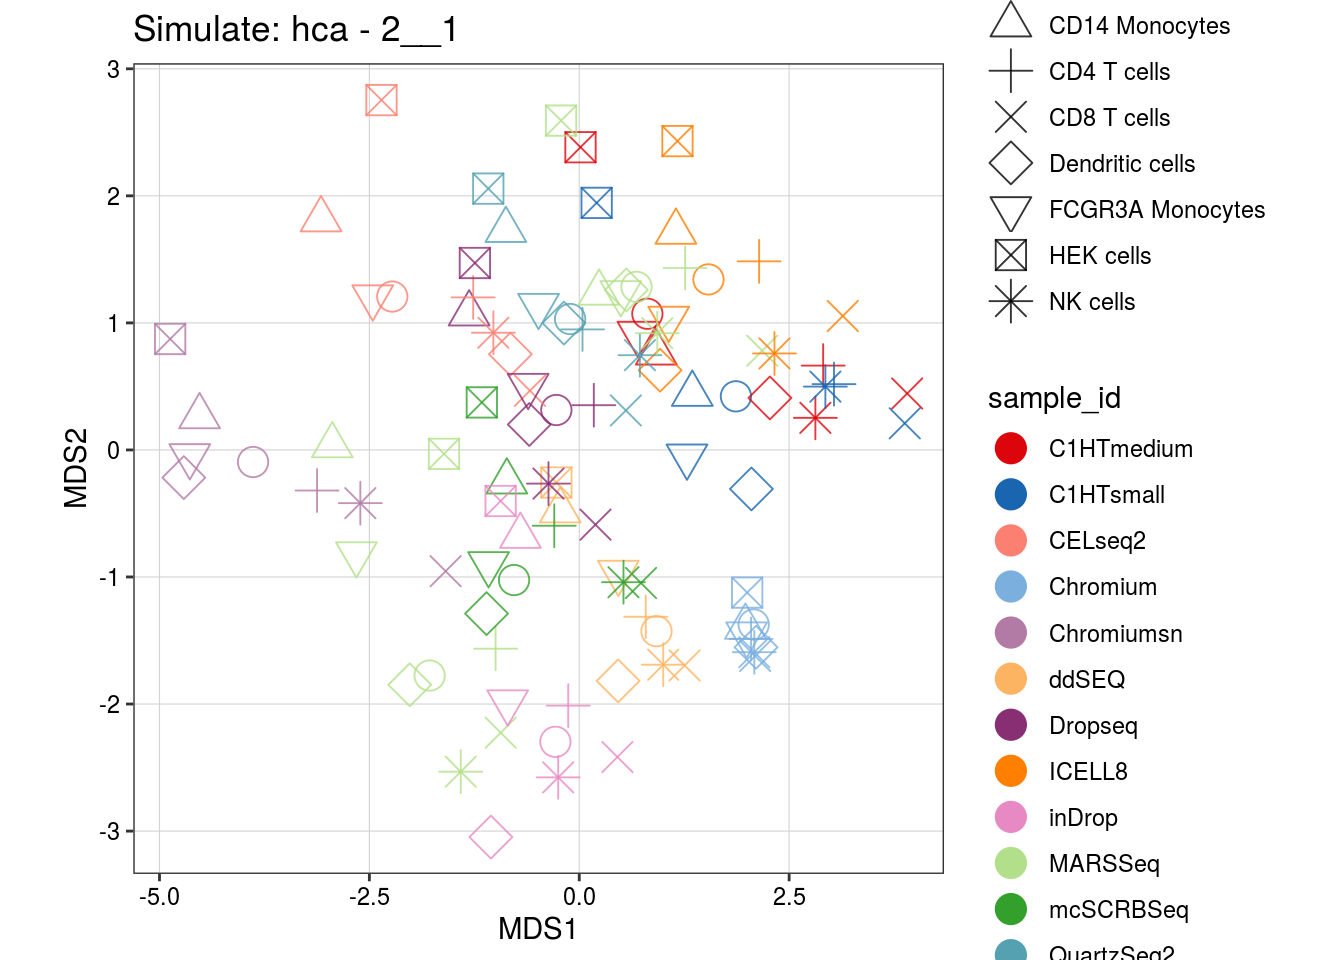 Simulate: hca - 2__1
3
2
1
0
-1
-2
-3
MDS2
-5.0
-2.5
0.0
2.5
MDS1
CD14 Monocytes
CD4 T cells
CD8 T cells
Dendritic cells
FCGR3A Monocytes
HEK cells
NK cells
sample_id
C1HTmedium
C1HTsmall
CELseq2
Chromium
Chromiumsn
ddSEQ
Dropseq
ICELL8
inDrop
MARSSeq
mcSCRBSeq
QuartzSeq2